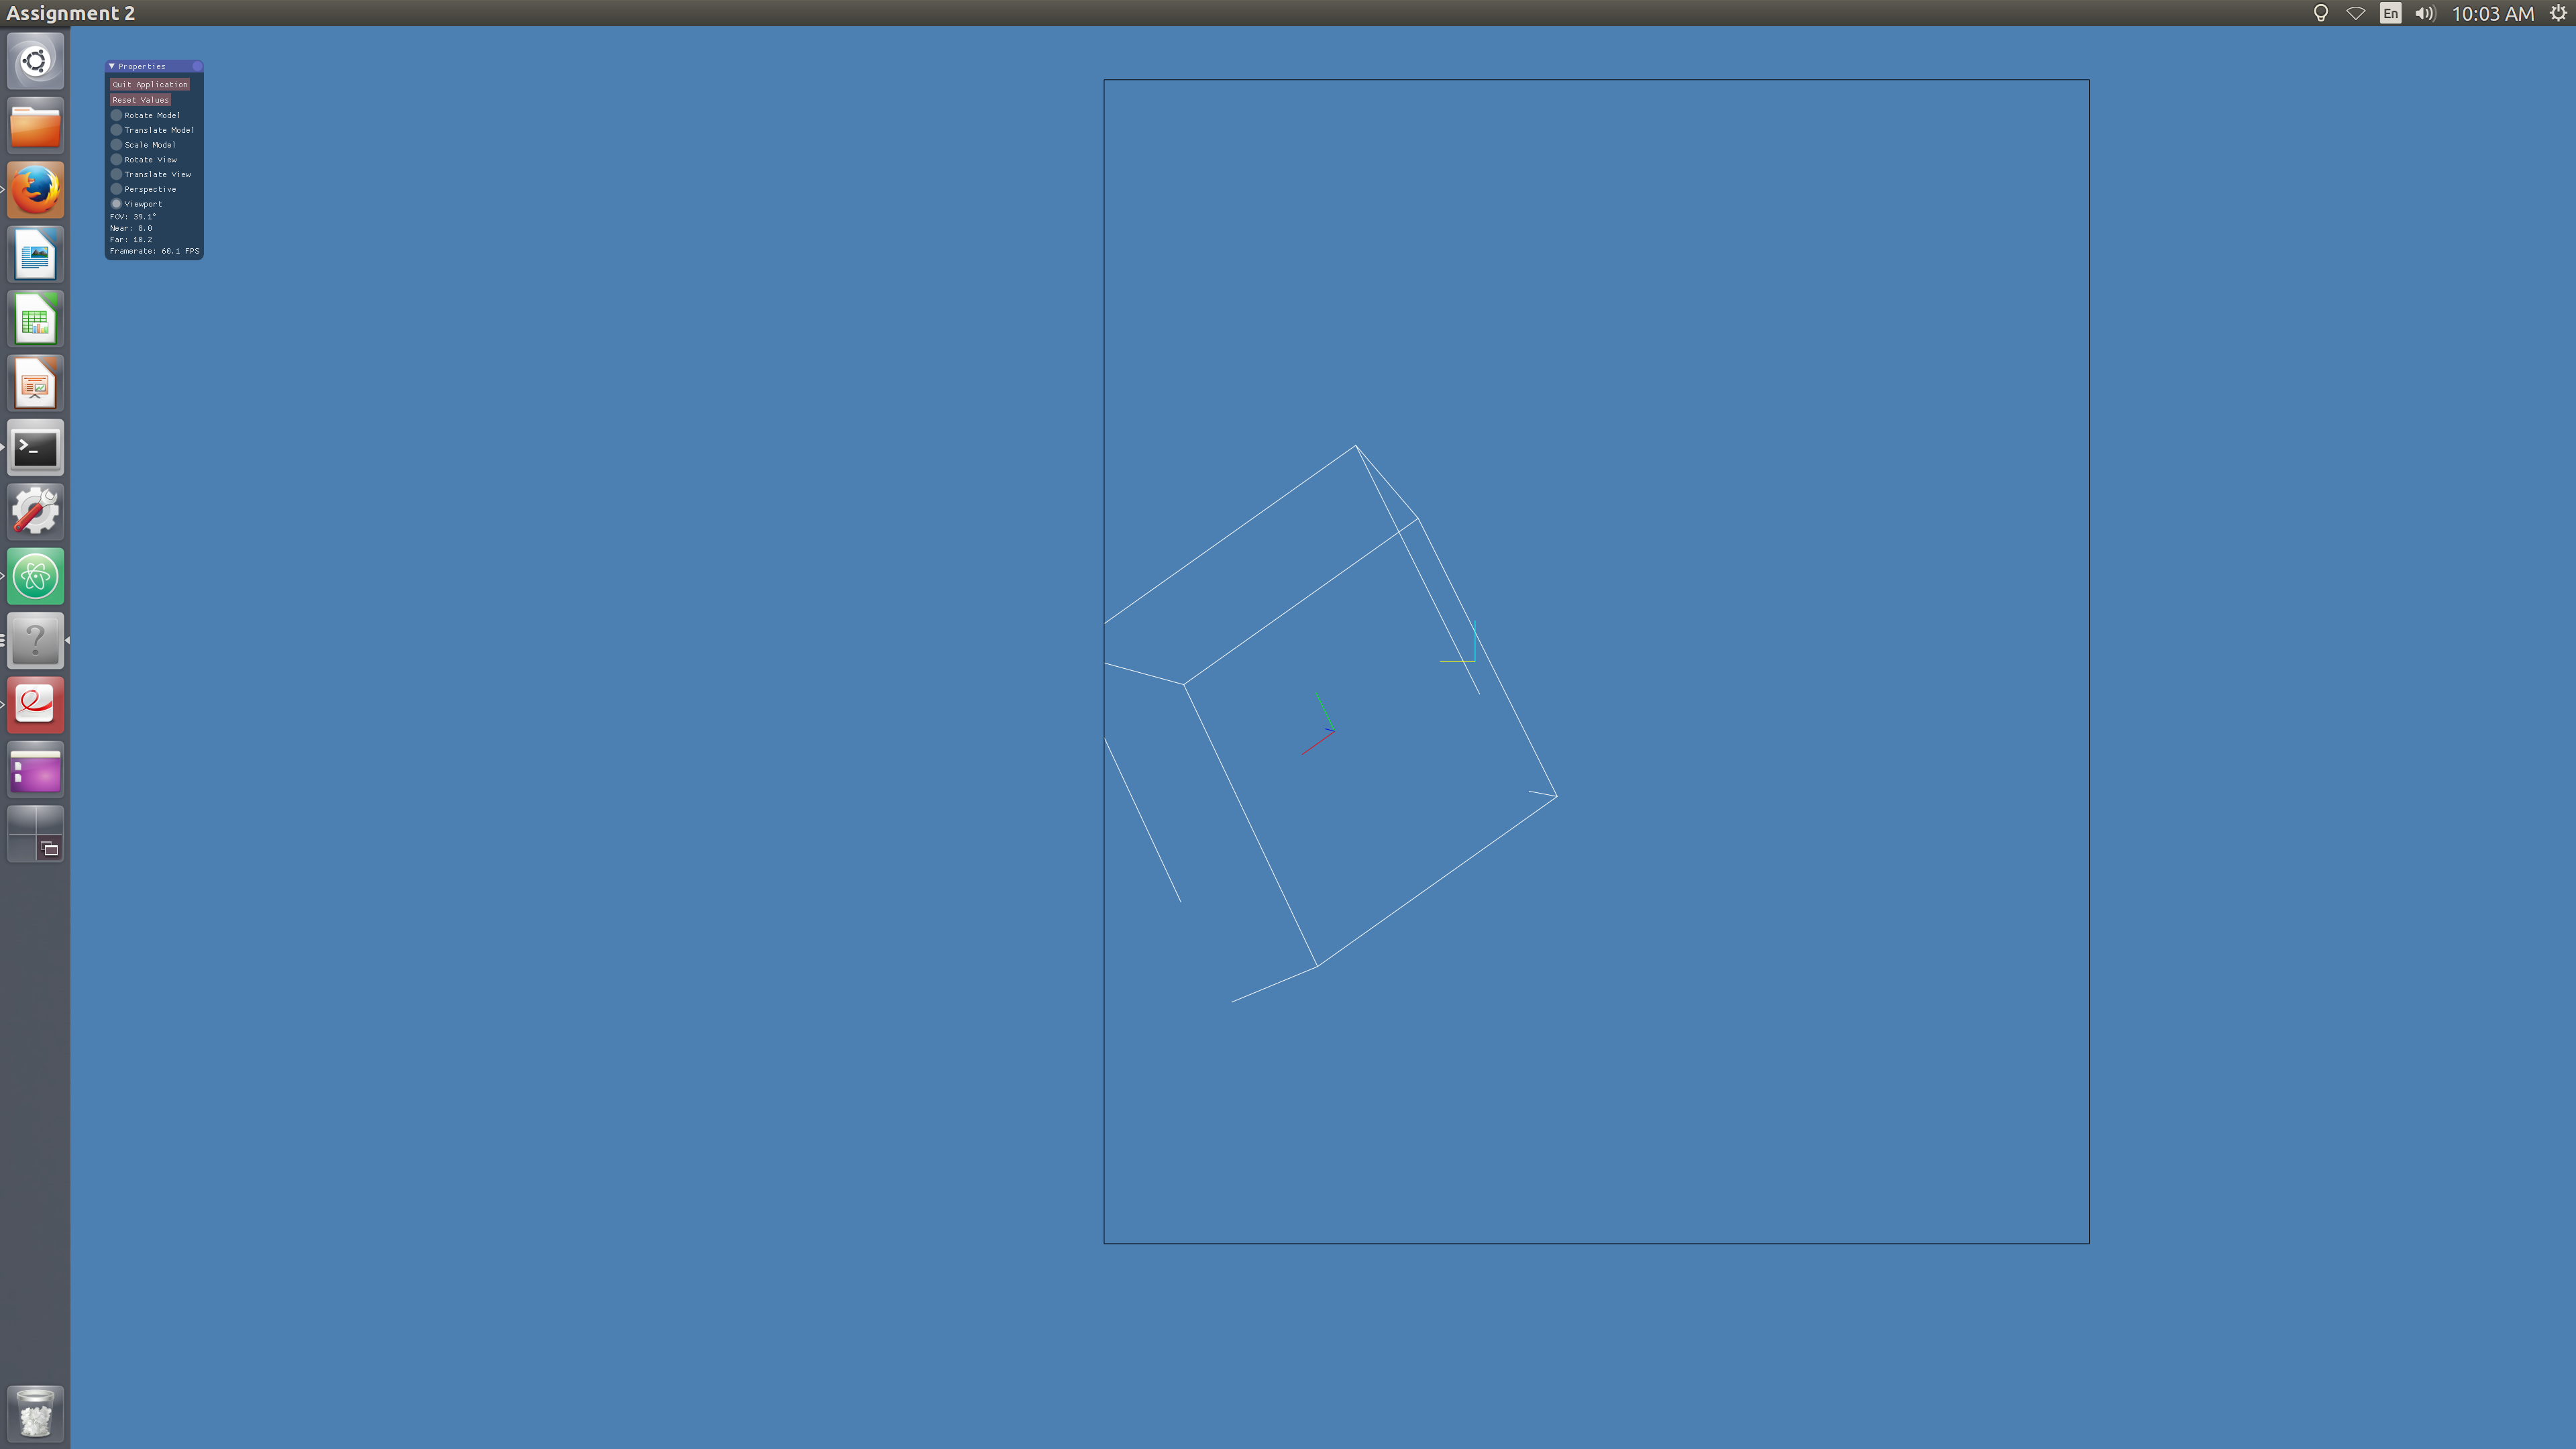 Assignment 2
En
10:03 AM
Properties
Quit Application
Reset Values
Rotate Model
Translate Model
Scale Model
Rotate View
Translate View
Perspective
Viewport
FOV: 39.1°
Near: 8.0
Far: 10.2
Framerate: 60.1 FPS
>_
?